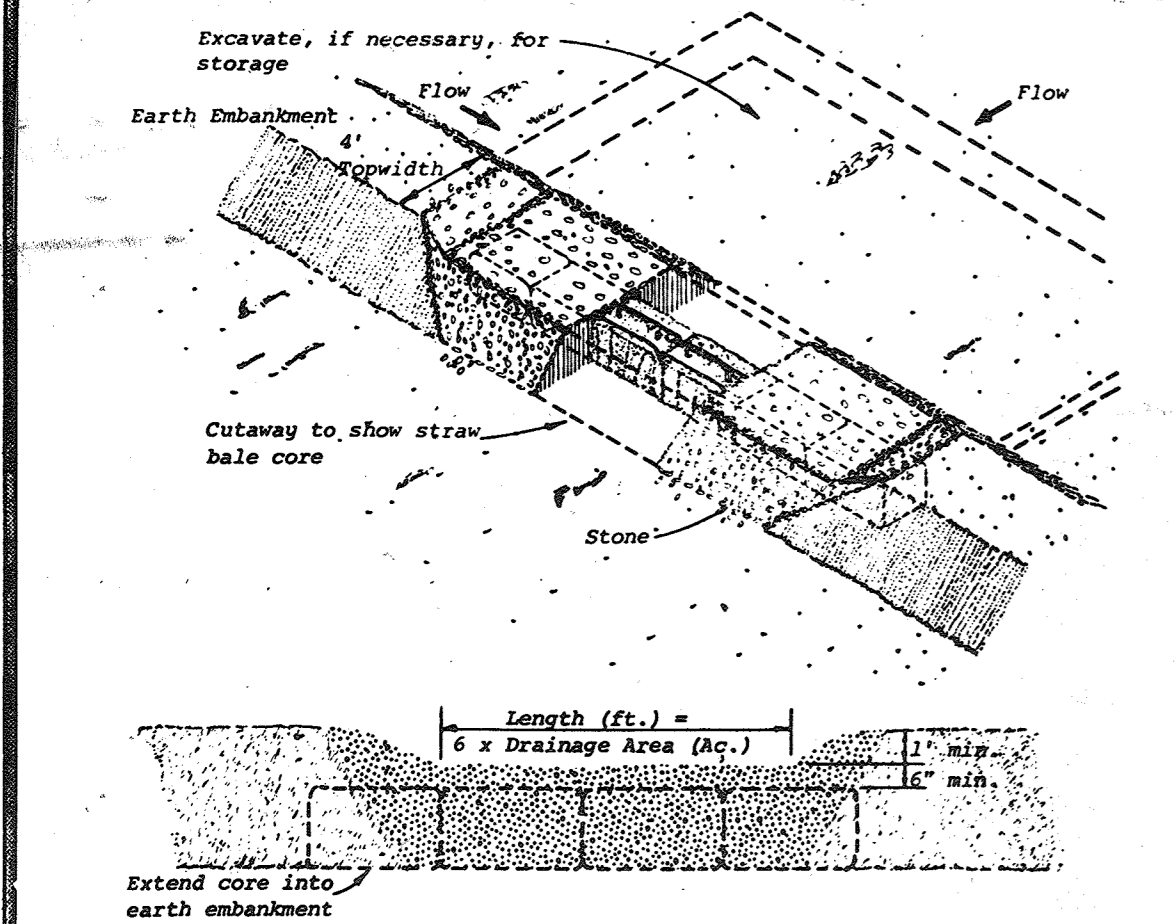 Excavate, if necessary, for
storage
Flow
Flow
Earth Embankment
4'
Topwidth
Cutaway to show straw
bale core
Stone
Length (ft.) =
6 x Drainage Area (Ac.)
1' min.
6" min.
Extend core into
earth embankment